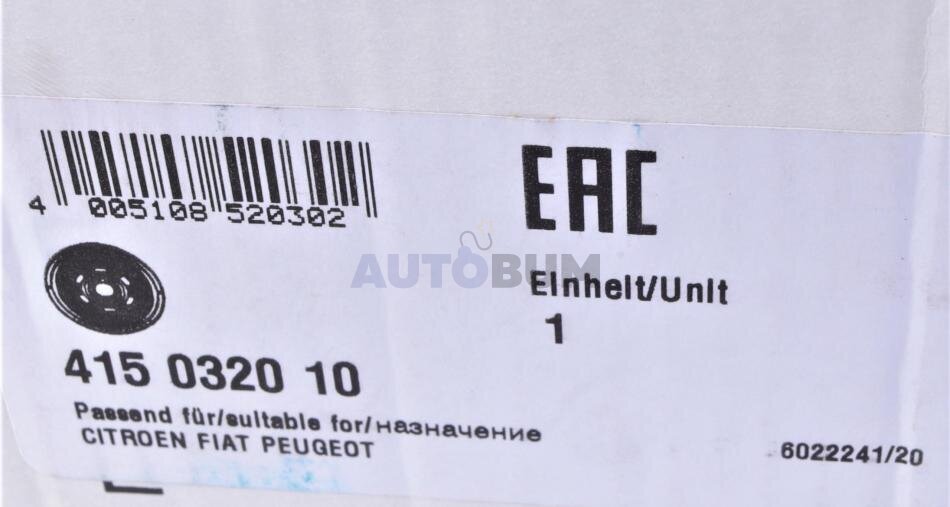 EAC
4 005108 520302
AUTOBUM
Einheit/Unit
1
415 0320 10
Passend für/suitable for/назначение
CITROEN FIAT PEUGEOT
6022241/20